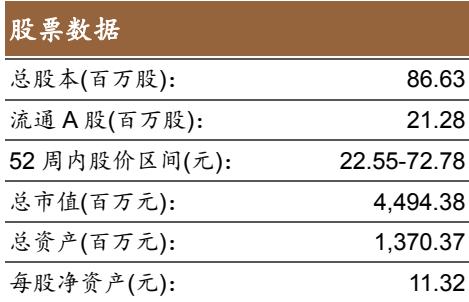 股票数据
总股本(百万股): 86.63
流通 A 股(百万股): 21.28
52 周内股价区间(元): 22.55-72.78
总市值(百万元): 4,494.38
总资产(百万元): 1,370.37
每股净资产(元): 11.32